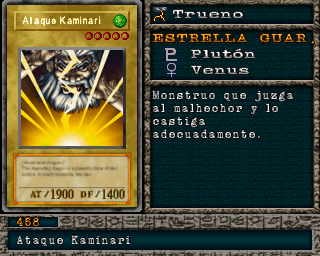 Ataque Kaminari
AT/1900 DF/1400
Trueno
ESTRELLA GUAR.
Plutón
Venus
Monstruo que juzga
al malhechor y lo
castiga
adecuadamente.
458
Ataque Kaminari